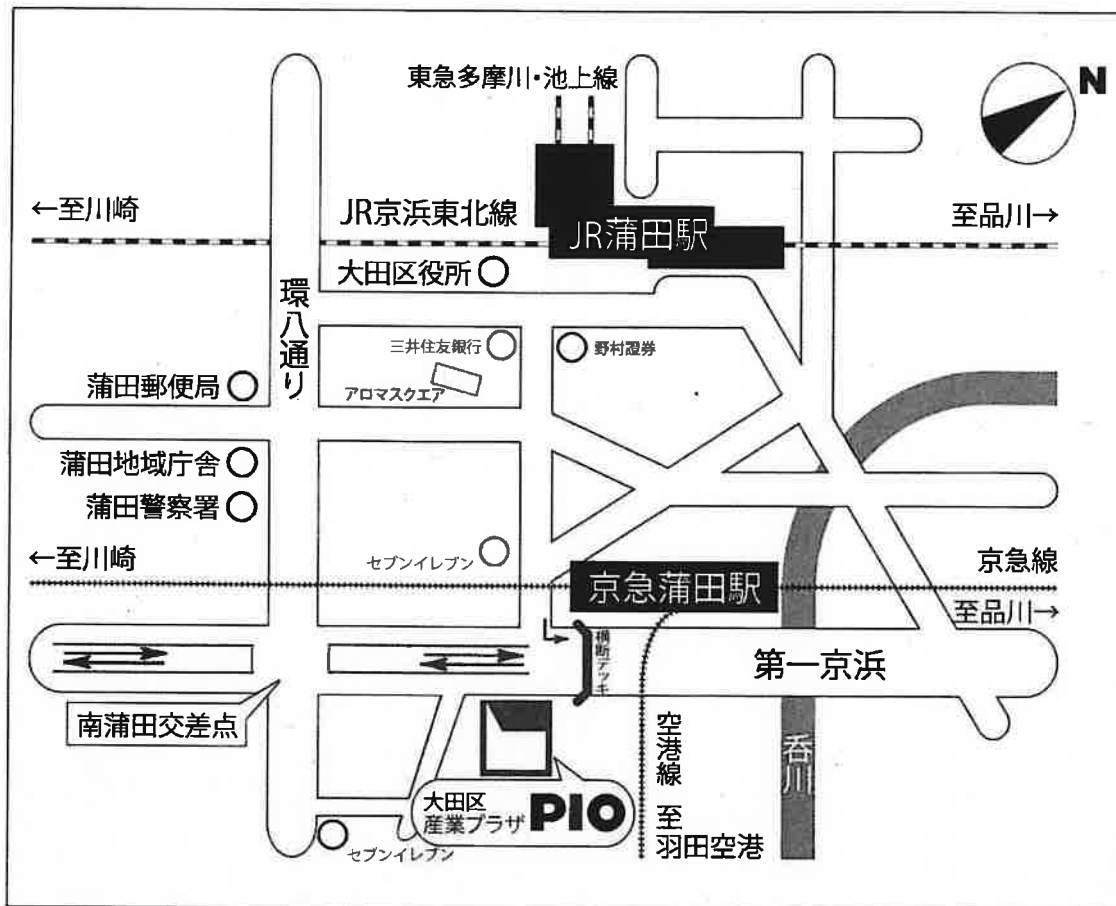 東急多摩川・池上線
N
←至川崎
JR京浜東北線
JR蒲田駅
至品川→
大田区役所
環八通り
三井住友銀行
野村證券
アロマスクエア
蒲田郵便局
蒲田地域庁舎
蒲田警察署
セブンイレブン
←至川崎
京急蒲田駅
京急線
至品川→
横断デッキ
第一京浜
南蒲田交差点
空港線 至
羽田空港
呑川
大田区
産業プラザ PIO
セブンイレブン